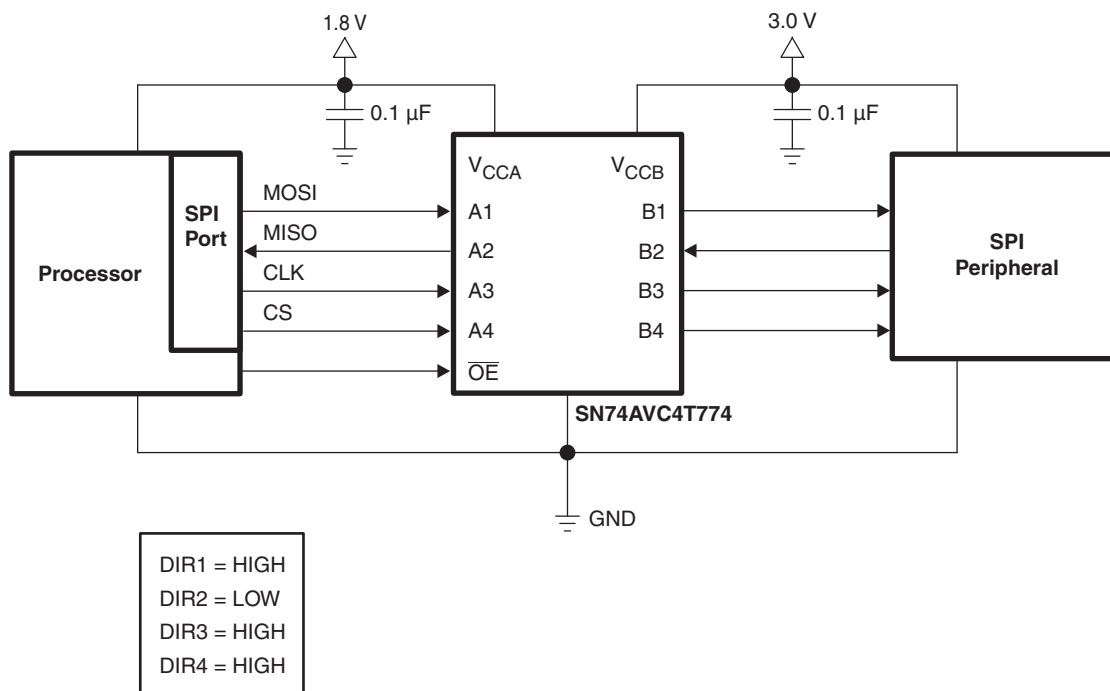 1.8 V
3.0 V
0.1 µF
0.1 µF
VCCA
VCCB
MOSI
A1
B1
SPI
Port
MISO
A2
B2
SPI
Peripheral
Processor
CLK
A3
B3
CS
A4
B4
OE
SN74AVC4T774
GND
DIR1 = HIGH
DIR2 = LOW
DIR3 = HIGH
DIR4 = HIGH